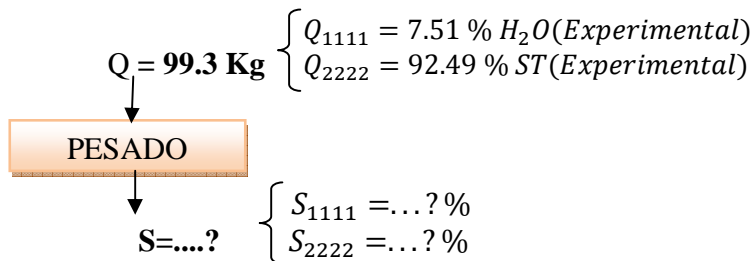 Q = 99.3 Kg { Q₁₁₁₁ = 7.51 % H₂O(Experimental)
Q₂₂₂₂ = 92.49 % ST(Experimental)
PESADO
S=....? { S₁₁₁₁ =...? %
S₂₂₂₂ =...? %